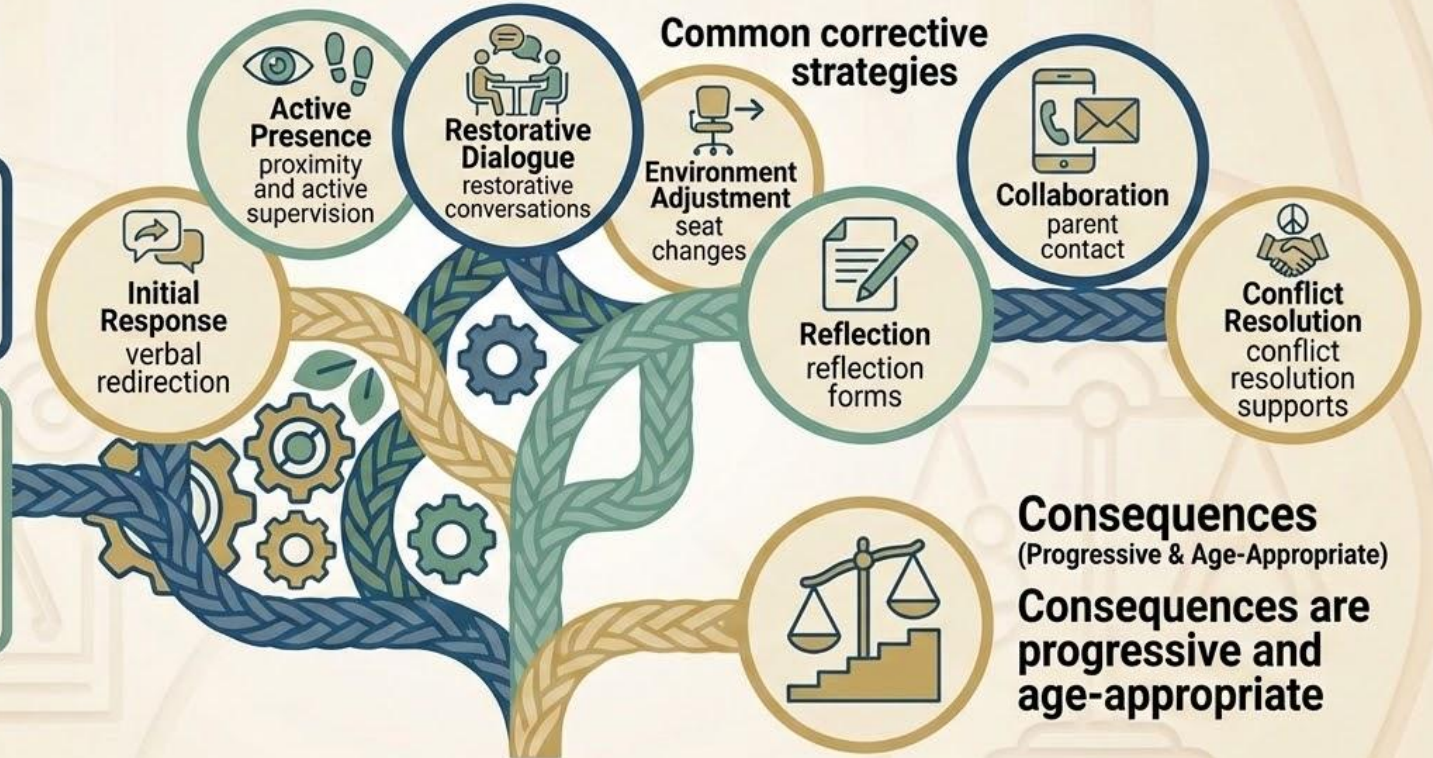 Common corrective
strategies
Initial
Response
verbal
redirection
Active
Presence
proximity
and active
supervision
Restorative
Dialogue
restorative
conversations
Environment
Adjustment
seat
changes
Reflection
reflection
forms
Collaboration
parent
contact
Conflict
Resolution
conflict
resolution
supports
Consequences
(Progressive & Age-Appropriate)
Consequences are
progressive and
age-appropriate